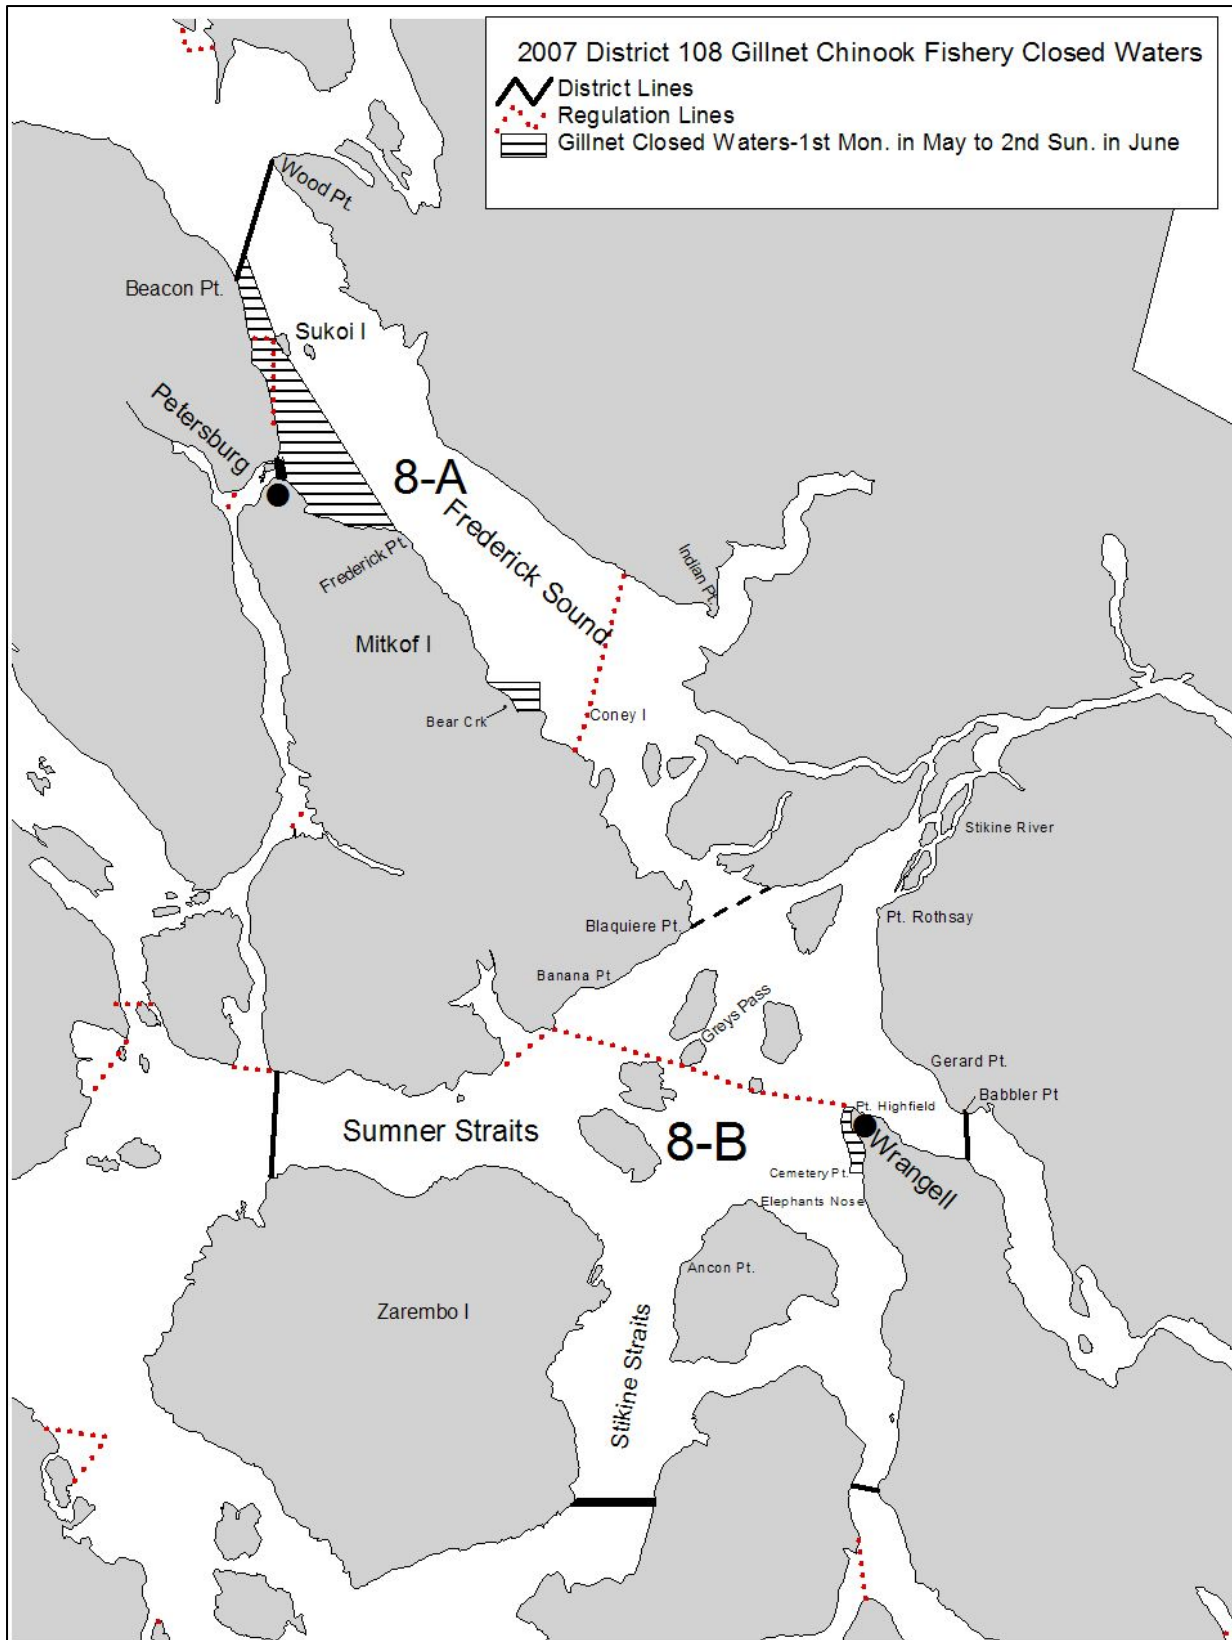 2007 District 108 Gillnet Chinook Fishery Closed Waters
District Lines
Regulation Lines
Gillnet Closed Waters-1st Mon. in May to 2nd Sun. in June
Wood Pt.
Beacon Pt.
Sukoi I
Petersburg
8-A
Frederick Sound
Frederick Pt.
Indian Pt.
Mitkof I
Bear Crk
Coney I
Stikine River
Blaquiere Pt.
Pt. Rothsay
Banana Pt
Greys Pass
Gerard Pt.
Babbler Pt
Pt. Highfield
Sumner Straits
8-B
Wrangell
Cemetery Pt.
Elephants Nose
Ancon Pt.
Zarembo I
Stikine Straits